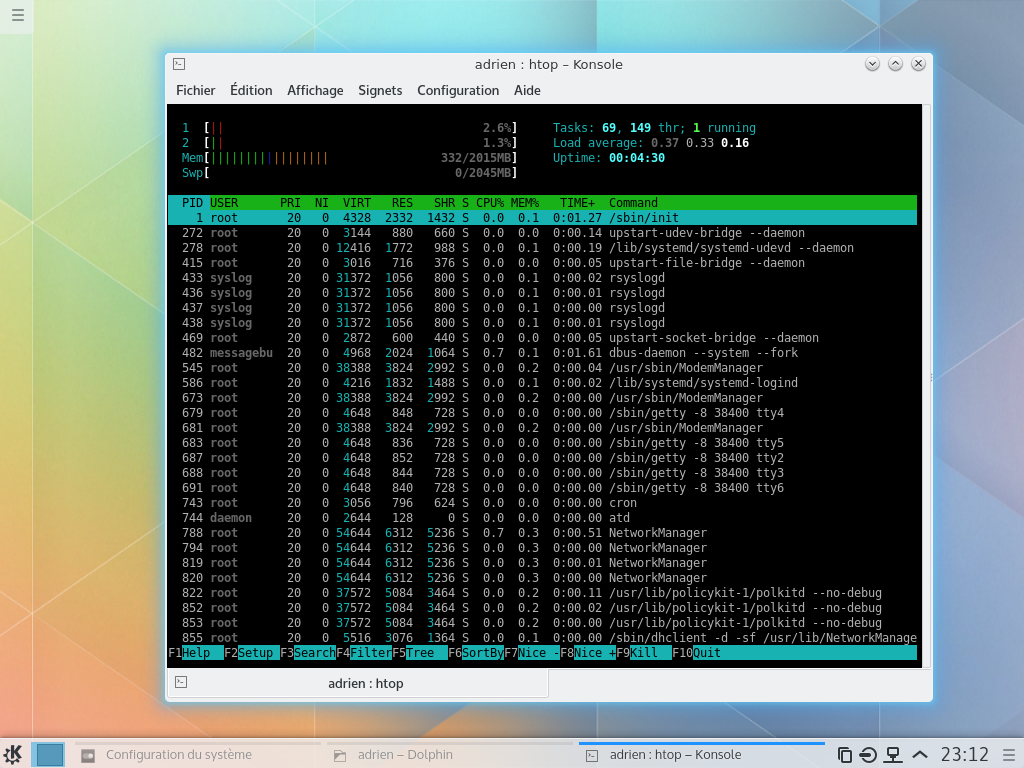 adrien : htop – Konsole
Fichier Édition Affichage Signets Configuration Aide
1 [|| 2.6%] Tasks: 69, 149 thr; 1 running
2 [|| 1.3%] Load average: 0.37 0.33 0.16
Mem[||||||||||||||||| 332/2015MB] Uptime: 00:04:30
Swp[ 0/2045MB]
PID USER PRI NI VIRT RES SHR S CPU% MEM% TIME+ Command
1 root 20 0 4328 2332 1432 S 0.0 0.1 0:01.27 /sbin/init
272 root 20 0 3144 880 660 S 0.0 0.0 0:00.14 upstart-udev-bridge --daemon
278 root 20 0 12416 1772 988 S 0.0 0.1 0:00.19 /lib/systemd/systemd-udevd --daemon
415 root 20 0 3016 716 376 S 0.0 0.0 0:00.05 upstart-file-bridge --daemon
433 syslog 20 0 31372 1056 800 S 0.0 0.1 0:00.02 rsyslogd
436 syslog 20 0 31372 1056 800 S 0.0 0.1 0:00.01 rsyslogd
437 syslog 20 0 31372 1056 800 S 0.0 0.1 0:00.00 rsyslogd
438 syslog 20 0 31372 1056 800 S 0.0 0.1 0:00.01 rsyslogd
469 root 20 0 2872 600 440 S 0.0 0.0 0:00.05 upstart-socket-bridge --daemon
482 messagebu 20 0 4968 2024 1064 S 0.7 0.1 0:01.61 dbus-daemon --system --fork
545 root 20 0 38388 3824 2992 S 0.0 0.2 0:00.04 /usr/sbin/ModemManager
586 root 20 0 4216 1832 1488 S 0.0 0.1 0:00.02 /lib/systemd/systemd-logind
673 root 20 0 38388 3824 2992 S 0.0 0.2 0:00.00 /usr/sbin/ModemManager
679 root 20 0 4648 848 728 S 0.0 0.0 0:00.00 /sbin/getty -8 38400 tty4
681 root 20 0 38388 3824 2992 S 0.0 0.2 0:00.00 /usr/sbin/ModemManager
683 root 20 0 4648 836 728 S 0.0 0.0 0:00.00 /sbin/getty -8 38400 tty5
687 root 20 0 4648 852 728 S 0.0 0.0 0:00.00 /sbin/getty -8 38400 tty2
688 root 20 0 4648 844 728 S 0.0 0.0 0:00.00 /sbin/getty -8 38400 tty3
691 root 20 0 4648 840 728 S 0.0 0.0 0:00.00 /sbin/getty -8 38400 tty6
743 root 20 0 3056 796 624 S 0.0 0.0 0:00.00 cron
744 daemon 20 0 2644 128 0 S 0.0 0.0 0:00.00 atd
788 root 20 0 54644 6312 5236 S 0.7 0.3 0:00.51 NetworkManager
794 root 20 0 54644 6312 5236 S 0.0 0.3 0:00.00 NetworkManager
819 root 20 0 54644 6312 5236 S 0.0 0.3 0:00.01 NetworkManager
820 root 20 0 54644 6312 5236 S 0.0 0.3 0:00.00 NetworkManager
822 root 20 0 37572 5084 3464 S 0.0 0.2 0:00.11 /usr/lib/policykit-1/polkitd --no-debug
852 root 20 0 37572 5084 3464 S 0.0 0.2 0:00.02 /usr/lib/policykit-1/polkitd --no-debug
853 root 20 0 37572 5084 3464 S 0.0 0.2 0:00.00 /usr/lib/policykit-1/polkitd --no-debug
855 root 20 0 5516 3076 1364 S 0.0 0.1 0:00.00 /sbin/dhclient -d -sf /usr/lib/NetworkManage
F1Help F2Setup F3SearchF4FilterF5Tree F6SortByF7Nice -F8Nice +F9Kill F10Quit
adrien : htop
Configuration du système adrien – Dolphin adrien : htop – Konsole 23:12